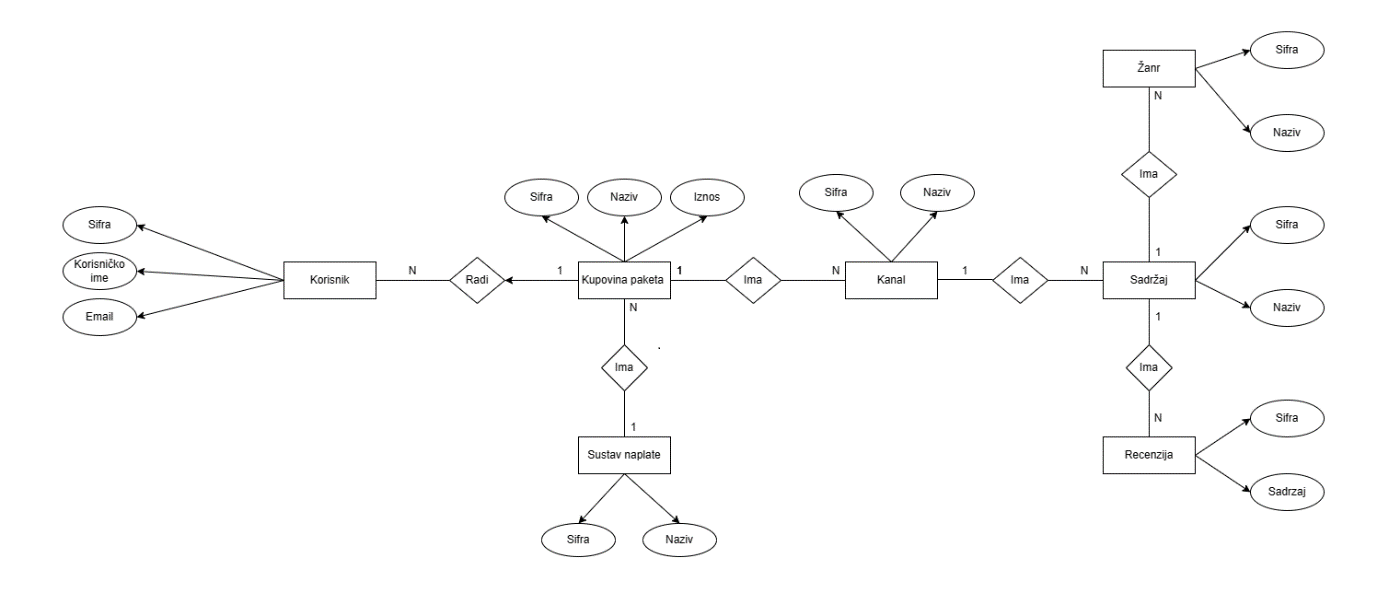 Žanr
Sifra
Naziv
N
Ima
1
Sifra
Naziv
Iznos
Sifra
Naziv
Sifra
Korisničko
ime
Email
Korisnik
N
Radi
1
Kupovina paketa
1
Ima
N
Kanal
1
Ima
N
Sadržaj
Sifra
Naziv
N
Ima
.
1
Sustav naplate
Sifra
Naziv
1
Ima
N
Recenzija
Sifra
Sadrzaj